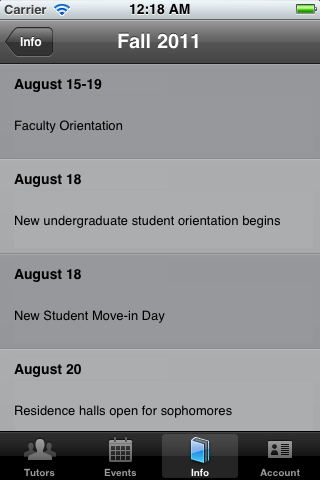 Carrier 12:18 AM
Info Fall 2011
August 15-19
Faculty Orientation
August 18
New undergraduate student orientation begins
August 18
New Student Move-in Day
August 20
Residence halls open for sophomores
Tutors Events Info Account